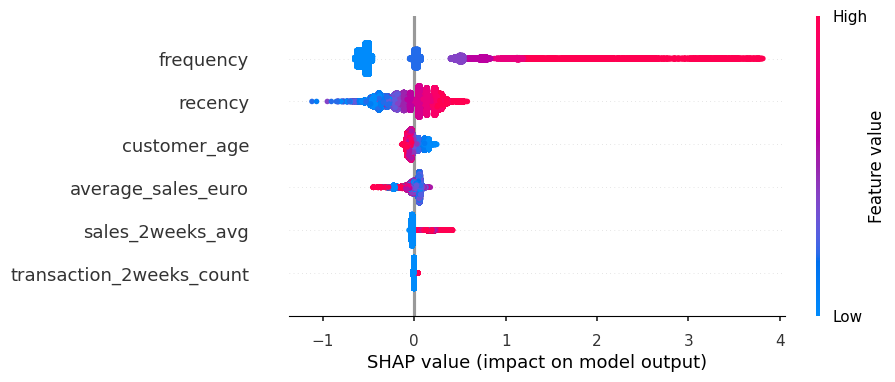 High
frequency
recency
customer_age
average_sales_euro
sales_2weeks_avg
transaction_2weeks_count
Feature value
Low
−1 0 1 2 3 4
SHAP value (impact on model output)